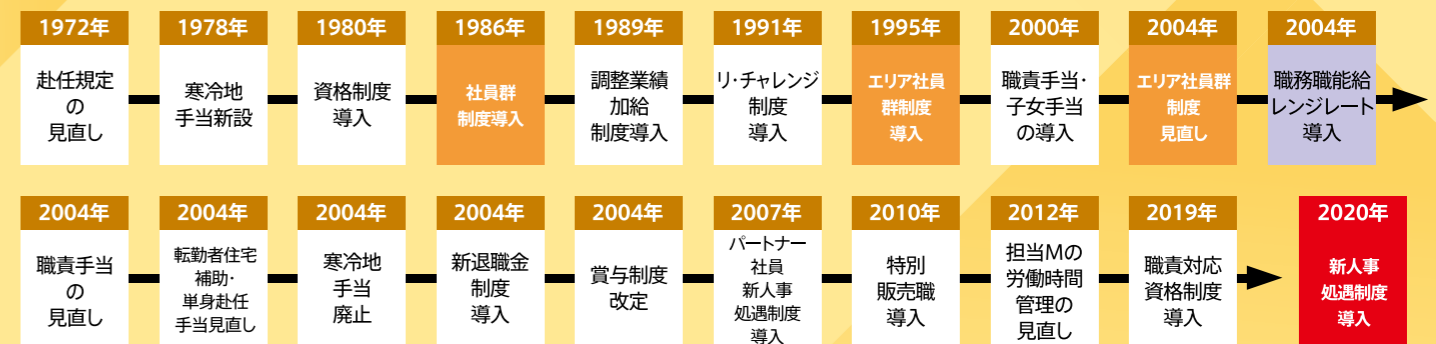 1972年
赴任規定
の
見直し
1978年
寒冷地
手当新設
1980年
資格制度
導入
1986年
社員群
制度導入
1989年
調整業績
加給
制度導入
1991年
リ・チャレンジ
制度
導入
1995年
エリア社員
群制度
導入
2000年
職責手当・
子女手当
の導入
2004年
エリア社員群
制度
見直し
2004年
職務職能給
レンジレート
導入
2004年
職責手当
の
見直し
2004年
転勤者住宅
補助・
単身赴任
手当見直し
2004年
寒冷地
手当
廃止
2004年
新退職金
制度
導入
2004年
賞与制度
改定
2007年
パートナー
社員
新人事
処遇制度
導入
2010年
特別
販売職
導入
2012年
担当Mの
労働時間
管理の
見直し
2019年
職責対応
資格制度
導入
2020年
新人事
処遇制度
導入